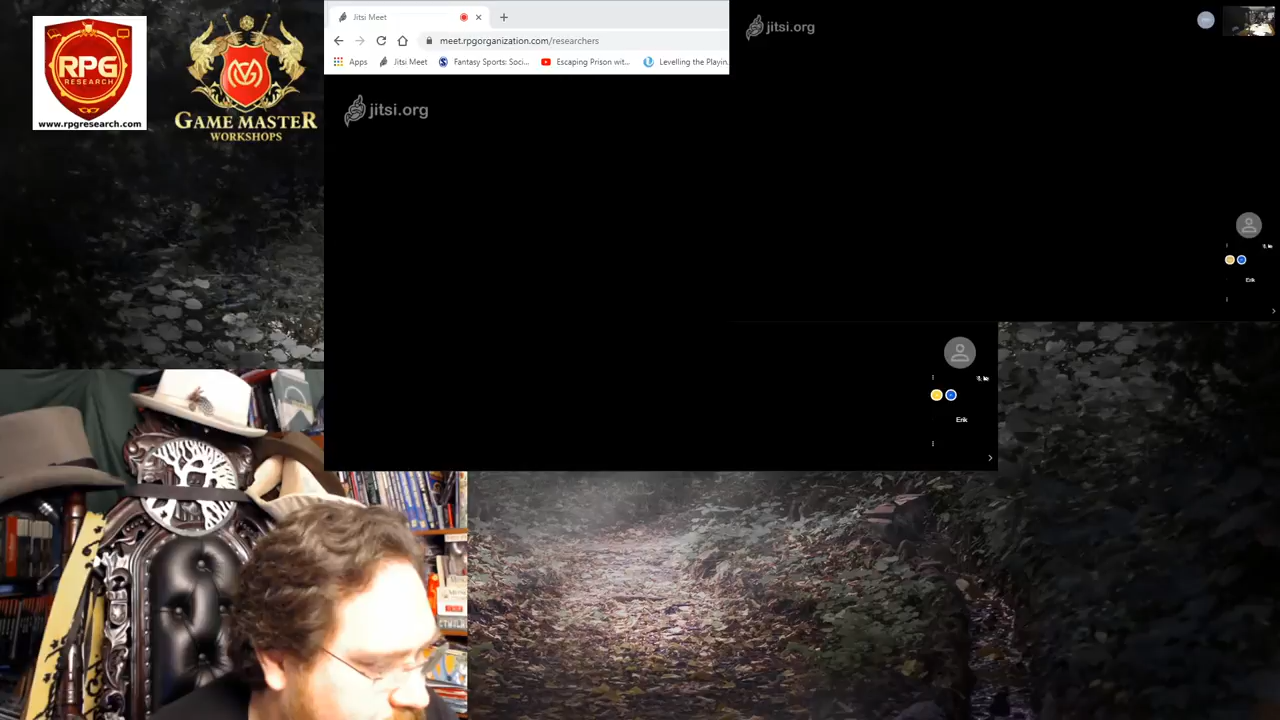 RPG
RESEARCH
www.rpgresearch.com
GAME MASTER
WORKSHOPS
Jitsi Meet
meet.rpgorganization.com/researchers
Apps
Jitsi Meet
Fantasy Sports: Soci...
Escaping Prison wit...
Levelling the Playin
jitsi.org
jitsi.org
Erik
Erik
CTHULHU